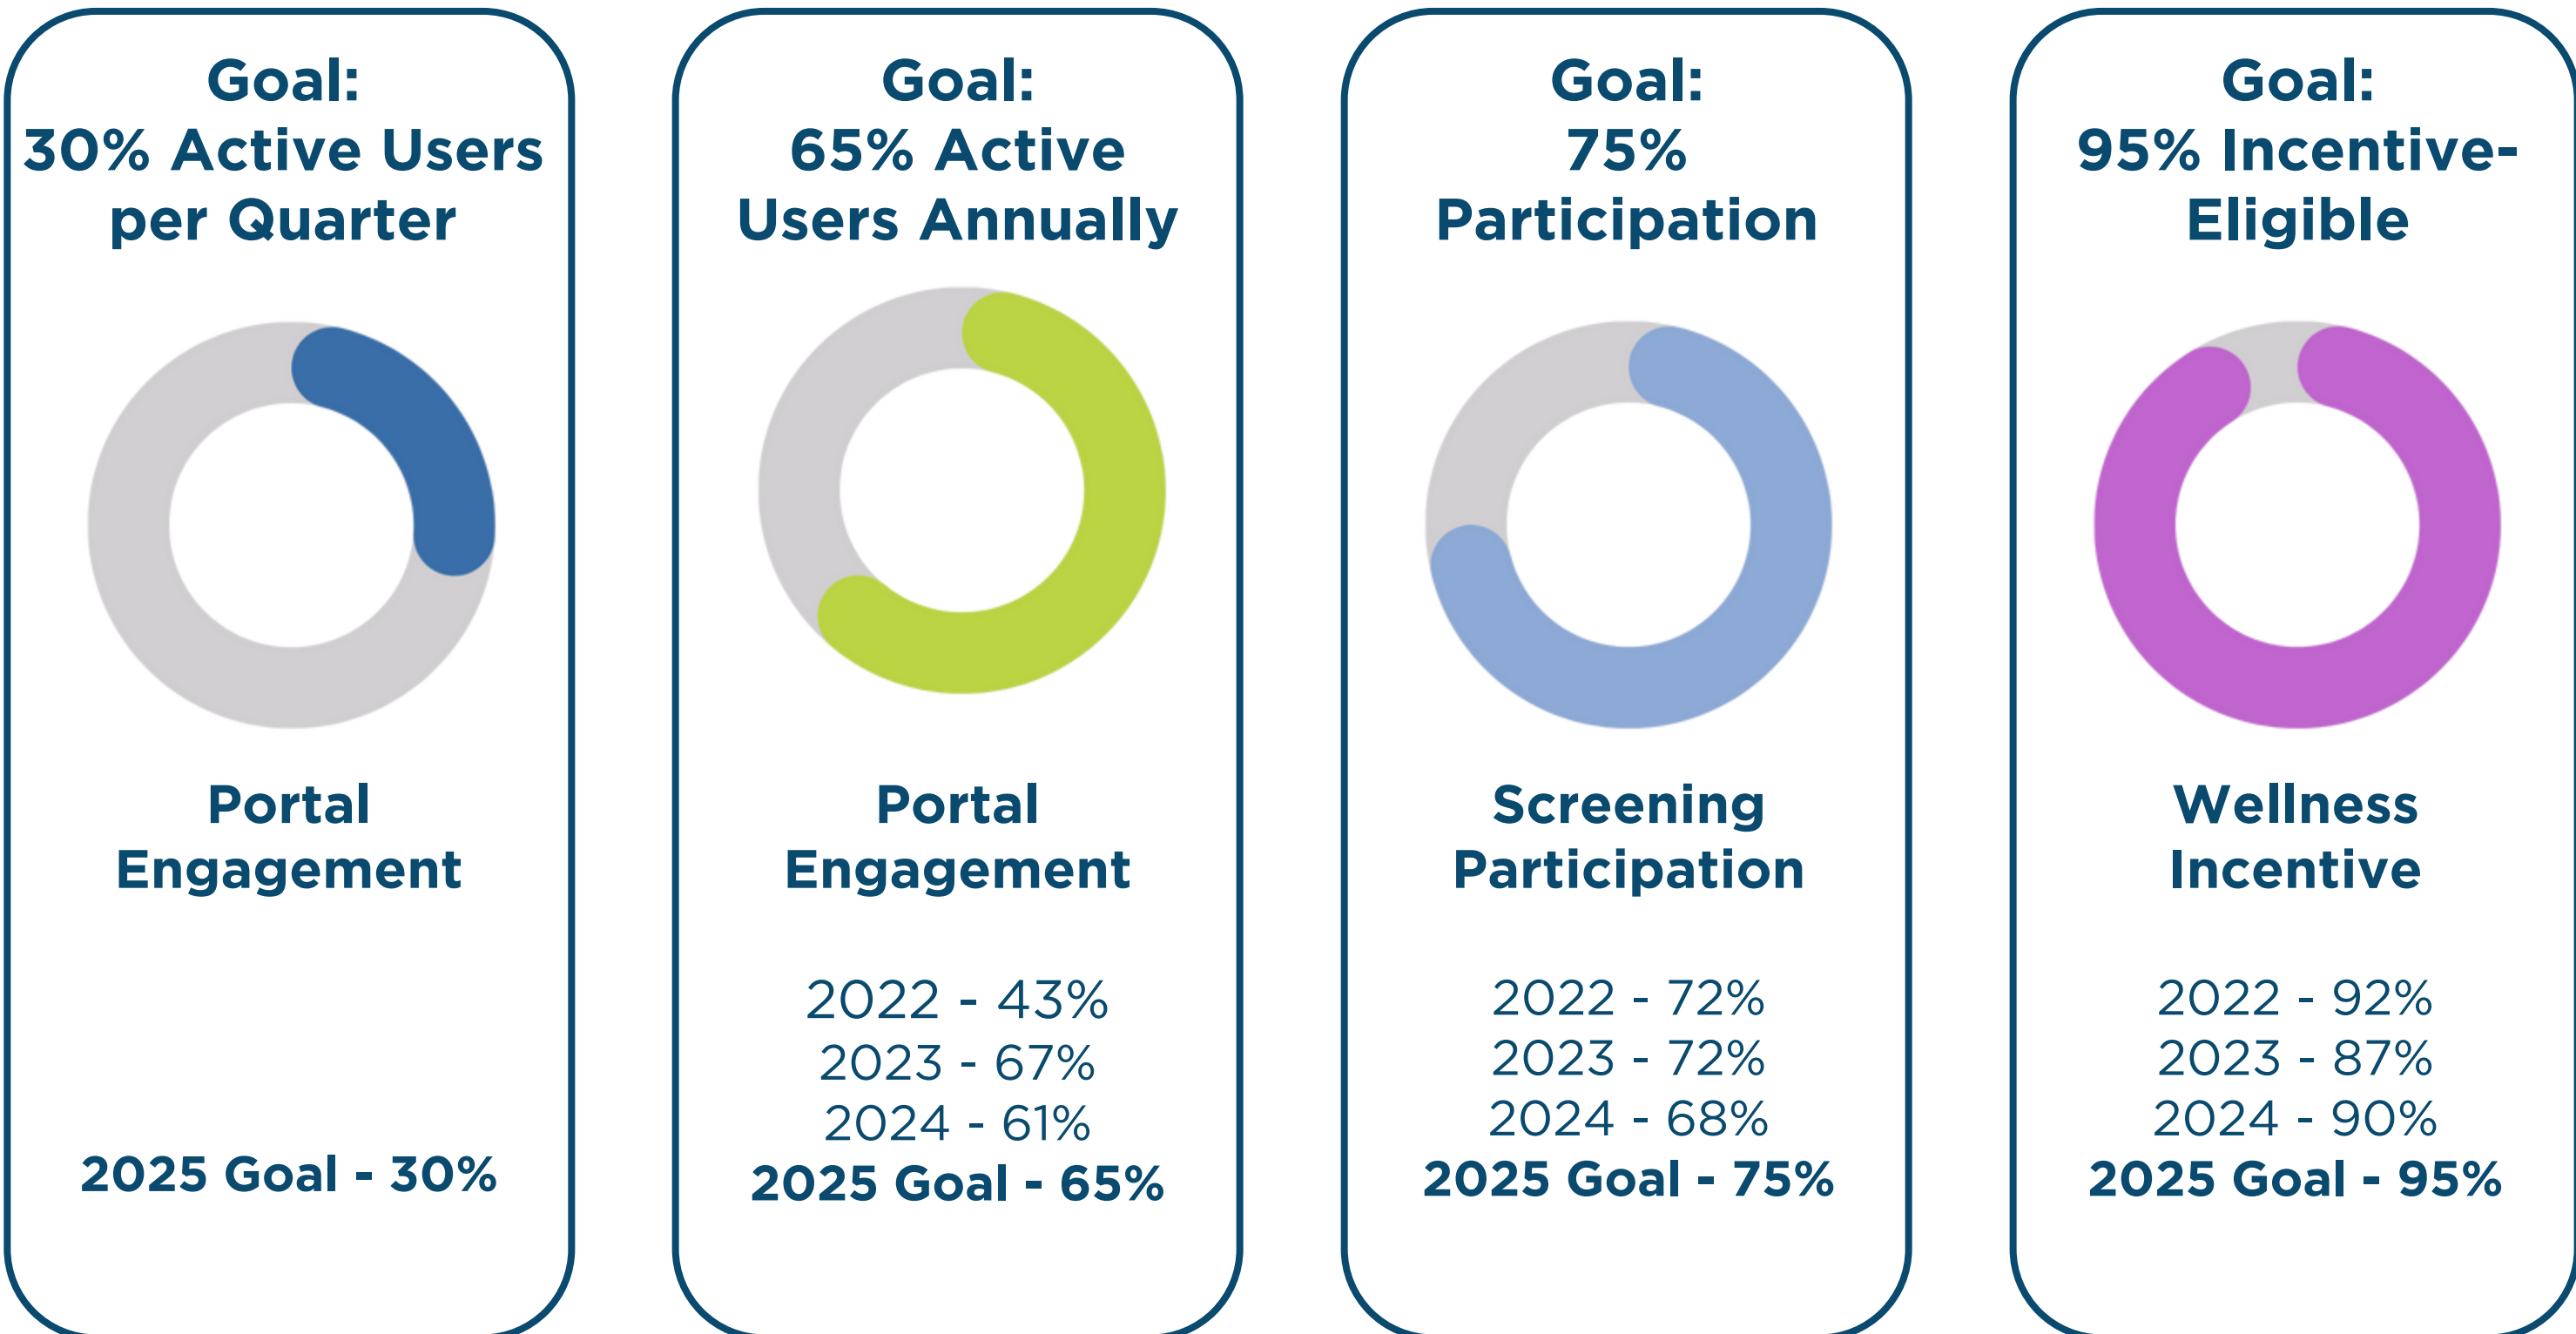 Goal:
30% Active Users
per Quarter
Portal
Engagement
2025 Goal - 30%
Goal:
65% Active
Users Annually
Portal
Engagement
2022 - 43%
2023 - 67%
2024 - 61%
2025 Goal - 65%
Goal:
75%
Participation
Screening
Participation
2022 - 72%
2023 - 72%
2024 - 68%
2025 Goal - 75%
Goal:
95% Incentive-
Eligible
Wellness
Incentive
2022 - 92%
2023 - 87%
2024 - 90%
2025 Goal - 95%